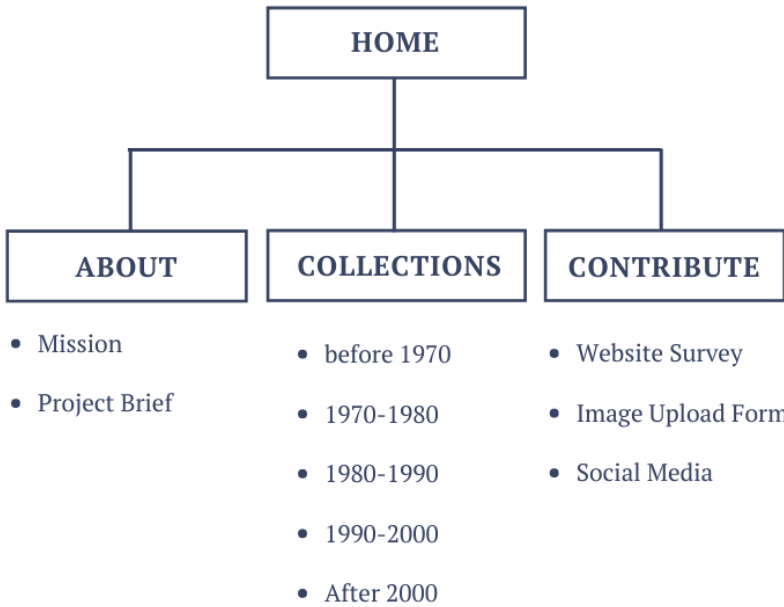 HOME
ABOUT
Mission
Project Brief
COLLECTIONS
before 1970
1970-1980
1980-1990
1990-2000
After 2000
CONTRIBUTE
Website Survey
Image Upload Form
Social Media